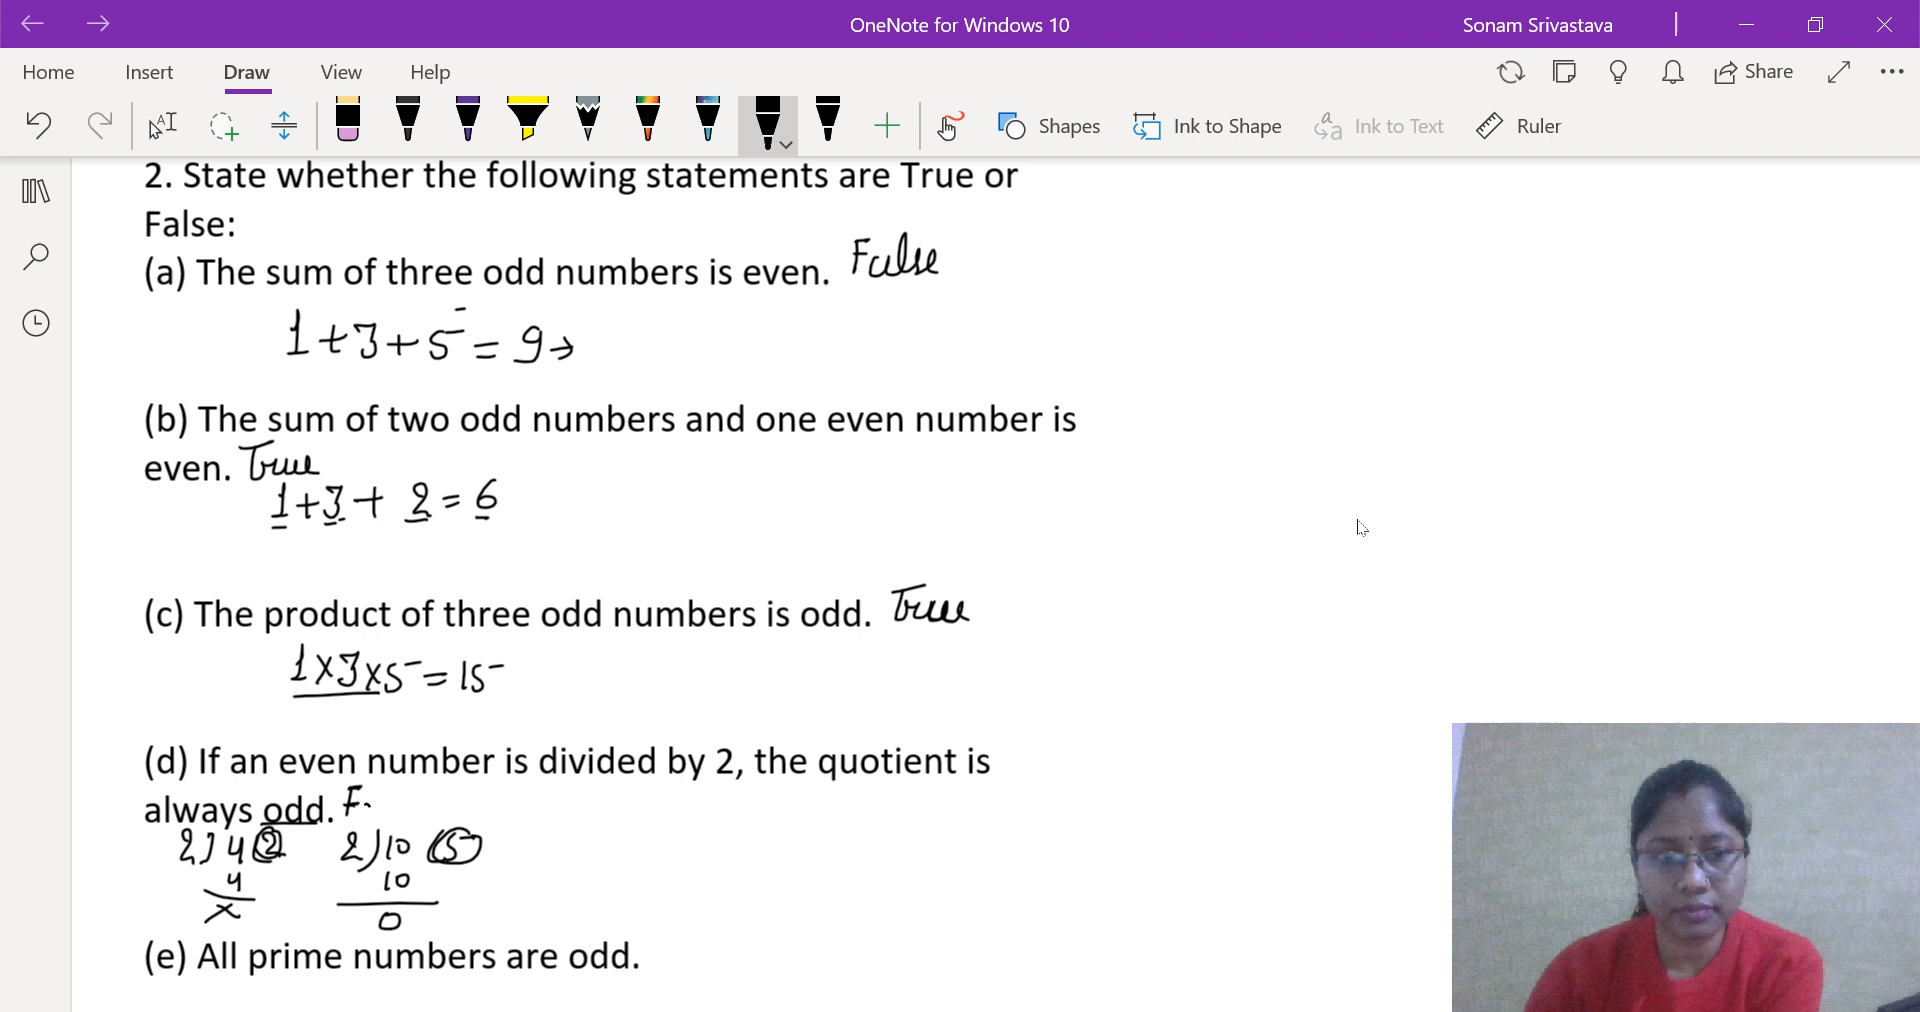 OneNote for Windows 10
Sonam Srivastava
Home Insert Draw View Help
Share
Shapes Ink to Shape Ink to Text Ruler
2. State whether the following statements are True or
False:
(a) The sum of three odd numbers is even. False
1+3+5=9→
(b) The sum of two odd numbers and one even number is
even. True
1+3+2=6
(c) The product of three odd numbers is odd. True
1×3×5=15
(d) If an even number is divided by 2, the quotient is
always odd. F.
2)4(2 2)10(5
4 10
× 0
(e) All prime numbers are odd.